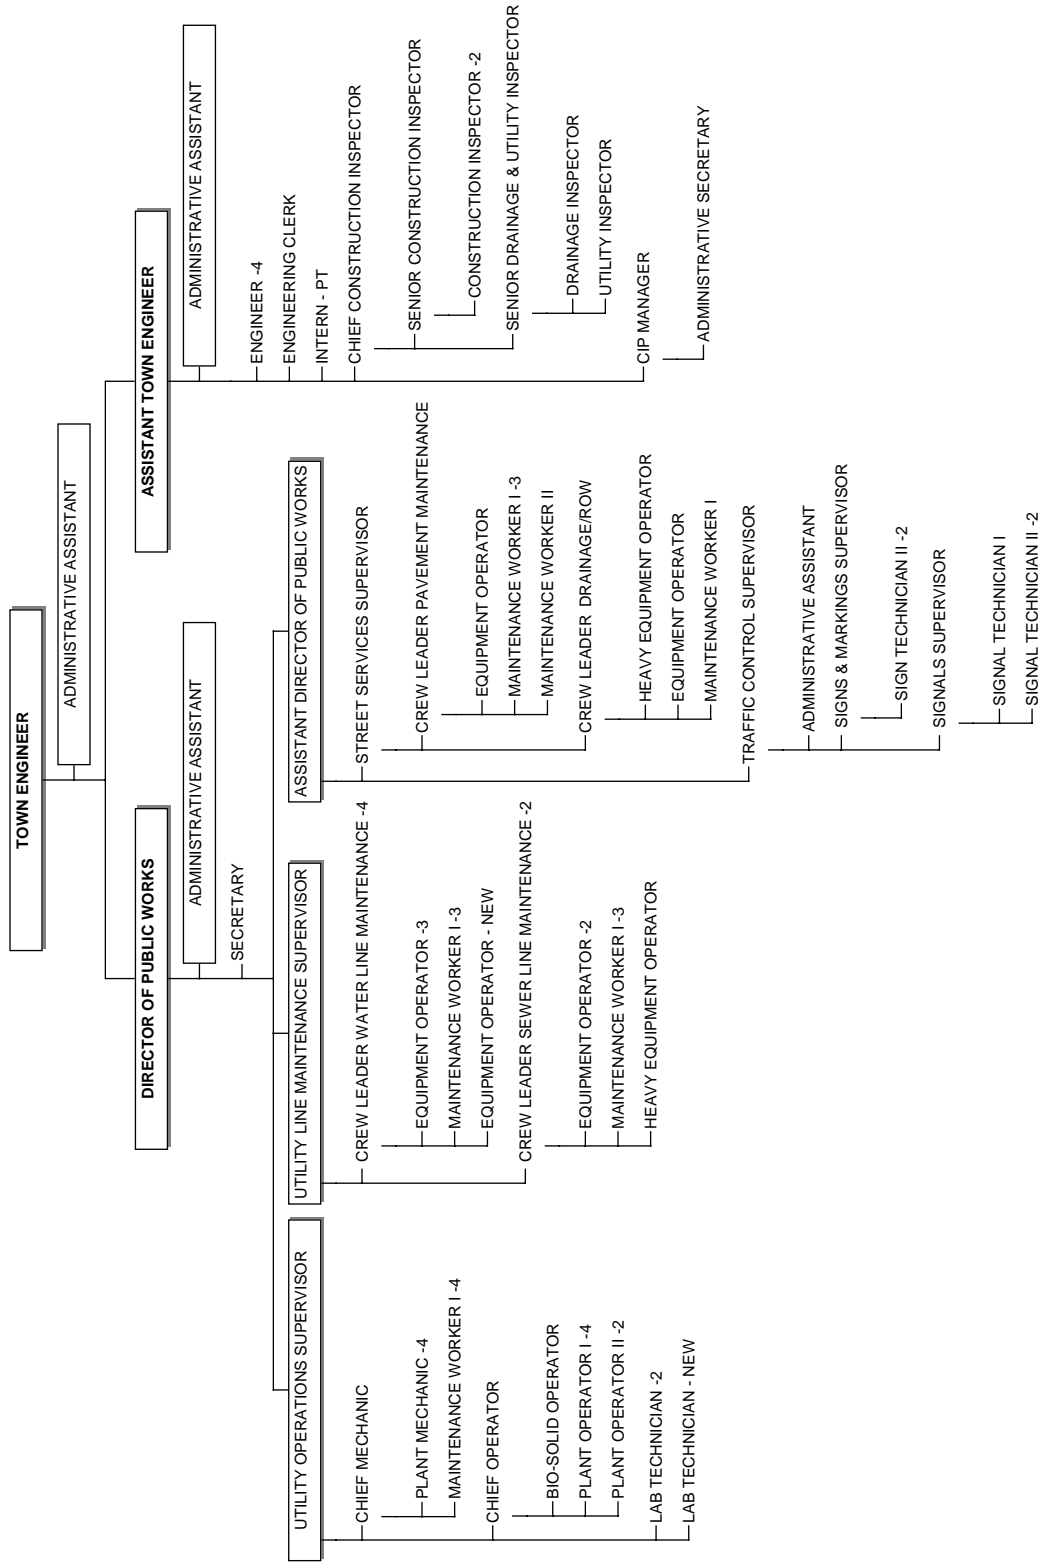 TOWN ENGINEER
ADMINISTRATIVE ASSISTANT
DIRECTOR OF PUBLIC WORKS
ADMINISTRATIVE ASSISTANT
SECRETARY
UTILITY OPERATIONS SUPERVISOR
CHIEF MECHANIC
PLANT MECHANIC -4
MAINTENANCE WORKER I -4
CHIEF OPERATOR
BIO-SOLID OPERATOR
PLANT OPERATOR I -4
PLANT OPERATOR II -2
LAB TECHNICIAN -2
LAB TECHNICIAN - NEW
UTILITY LINE MAINTENANCE SUPERVISOR
CREW LEADER WATER LINE MAINTENANCE -4
EQUIPMENT OPERATOR -3
MAINTENANCE WORKER I -3
EQUIPMENT OPERATOR - NEW
CREW LEADER SEWER LINE MAINTENANCE -2
EQUIPMENT OPERATOR -2
MAINTENANCE WORKER I -3
HEAVY EQUIPMENT OPERATOR
ASSISTANT DIRECTOR OF PUBLIC WORKS
STREET SERVICES SUPERVISOR
CREW LEADER PAVEMENT MAINTENANCE
EQUIPMENT OPERATOR
MAINTENANCE WORKER I -3
MAINTENANCE WORKER II
CREW LEADER DRAINAGE/ROW
HEAVY EQUIPMENT OPERATOR
EQUIPMENT OPERATOR
MAINTENANCE WORKER I
TRAFFIC CONTROL SUPERVISOR
ADMINISTRATIVE ASSISTANT
SIGNS & MARKINGS SUPERVISOR
SIGN TECHNICIAN II -2
SIGNALS SUPERVISOR
SIGNAL TECHNICIAN I
SIGNAL TECHNICIAN II -2
ASSISTANT TOWN ENGINEER
ADMINISTRATIVE ASSISTANT
ENGINEER -4
ENGINEERING CLERK
INTERN - PT
CHIEF CONSTRUCTION INSPECTOR
SENIOR CONSTRUCTION INSPECTOR
CONSTRUCTION INSPECTOR -2
SENIOR DRAINAGE & UTILITY INSPECTOR
DRAINAGE INSPECTOR
UTILITY INSPECTOR
CIP MANAGER
ADMINISTRATIVE SECRETARY